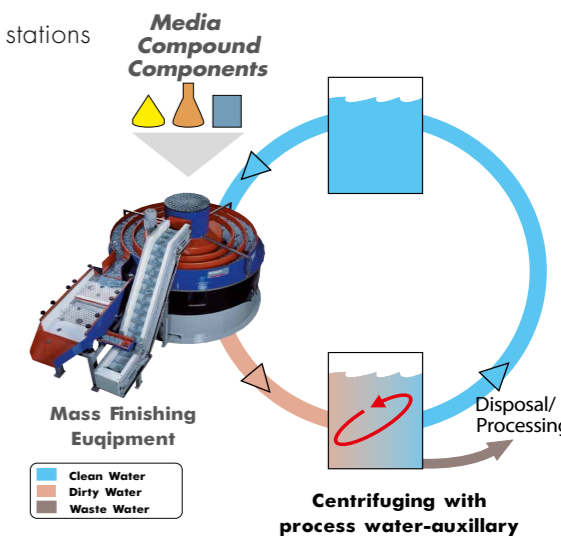 stations
Media
Compound
Components
Mass Finishing
Euqipment
Disposal/
Processing
Clean Water
Dirty Water
Waste Water
Centrifuging with
process water-auxillary